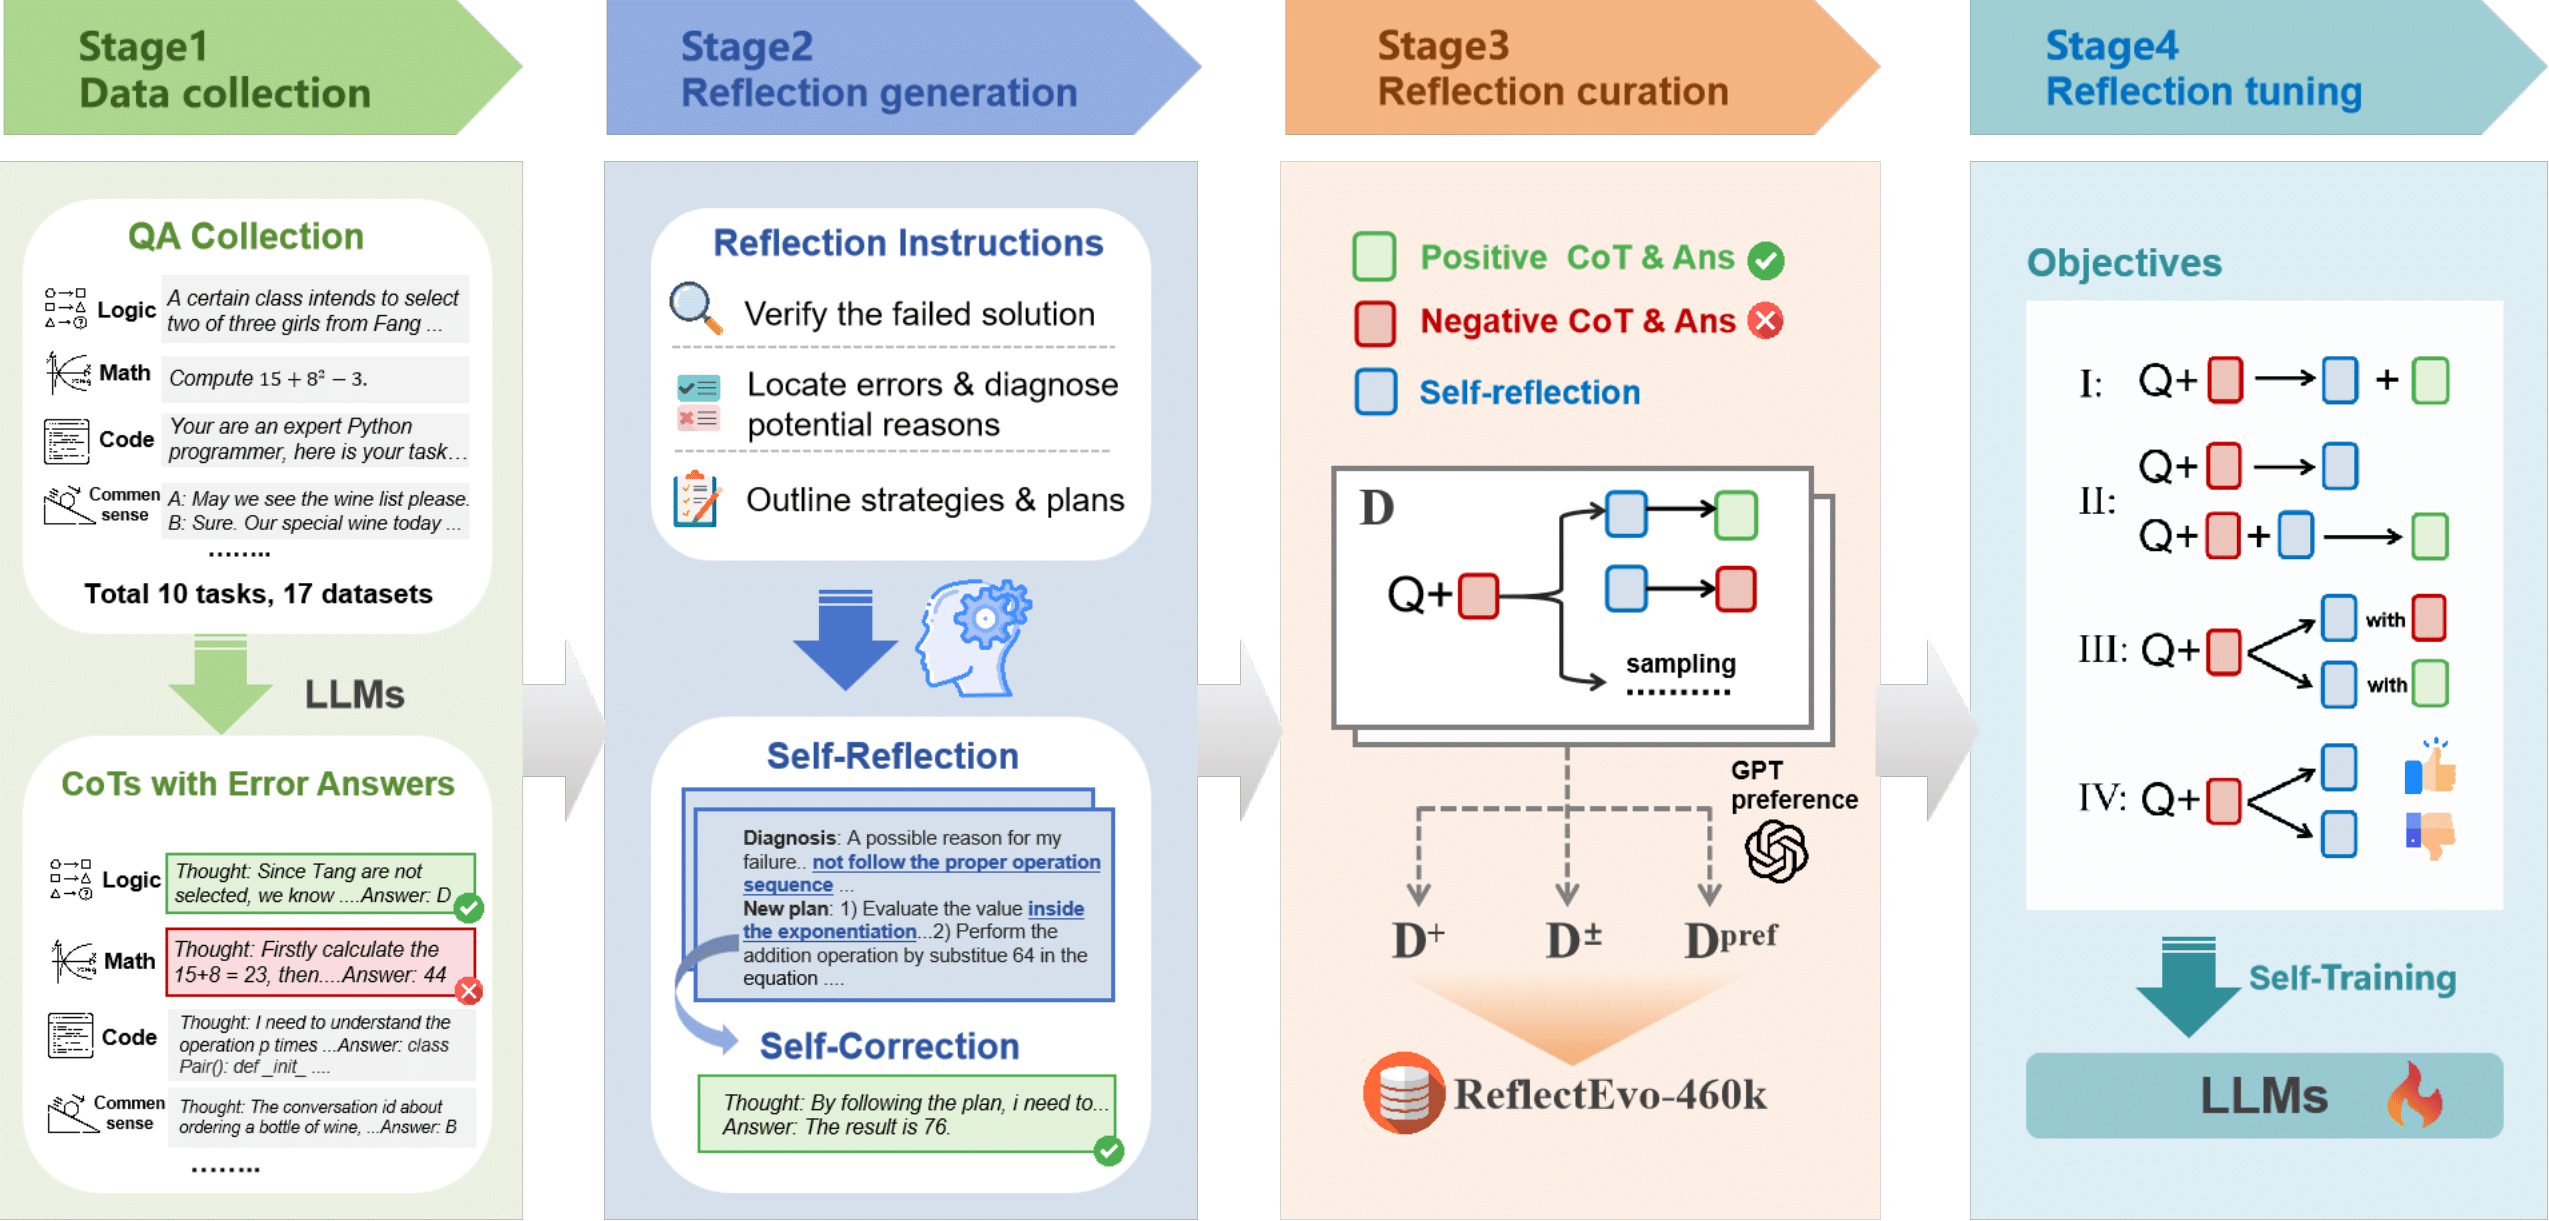 Stage1
Data collection
Stage2
Reflection generation
Stage3
Reflection curation
Stage4
Reflection tuning
QA Collection
Logic
A certain class intends to select
two of three girls from Fang ...
Math
Compute 15 + 8² − 3.
Code
Your are an expert Python
programmer, here is your task…
Commen
sense
A: May we see the wine list please.
B: Sure. Our special wine today ...
........
Total 10 tasks, 17 datasets
LLMs
CoTs with Error Answers
Logic
Thought: Since Tang are not
selected, we know ....Answer: D
Math
Thought: Firstly calculate the
15+8 = 23, then....Answer: 44
Code
Thought: I need to understand the
operation p times ...Answer: class
Pair(): def _init_ ....
Commen
sense
Thought: The conversation id about
ordering a bottle of wine, ...Answer: B
........
Reflection Instructions
Verify the failed solution
Locate errors & diagnose
potential reasons
Outline strategies & plans
Self-Reflection
Diagnosis: A possible reason for my
failure.. not follow the proper operation
sequence ...
New plan: 1) Evaluate the value inside
the exponentiation...2) Perform the
addition operation by substitue 64 in the
equation ....
Self-Correction
Thought: By following the plan, i need to...
Answer: The result is 76.
Positive CoT & Ans
Negative CoT & Ans
Self-reflection
D
Q+
sampling
...........
GPT
preference
D⁺
D±
Dᵖʳᵉᶠ
ReflectEvo-460k
Objectives
I: Q+ +
II: Q+
Q+ +
III: Q+ with
with
IV: Q+
Self-Training
LLMs